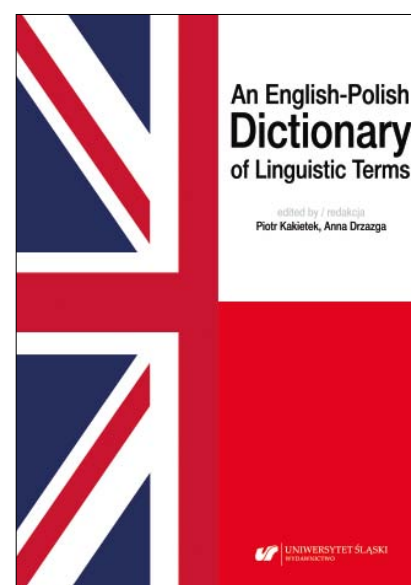 An English-Polish
Dictionary
of Linguistic Terms
edited by / redakcja
Piotr Kakietek, Anna Drzazga
UNIWERSYTET ŚLĄSKI
WYDAWNICTWO